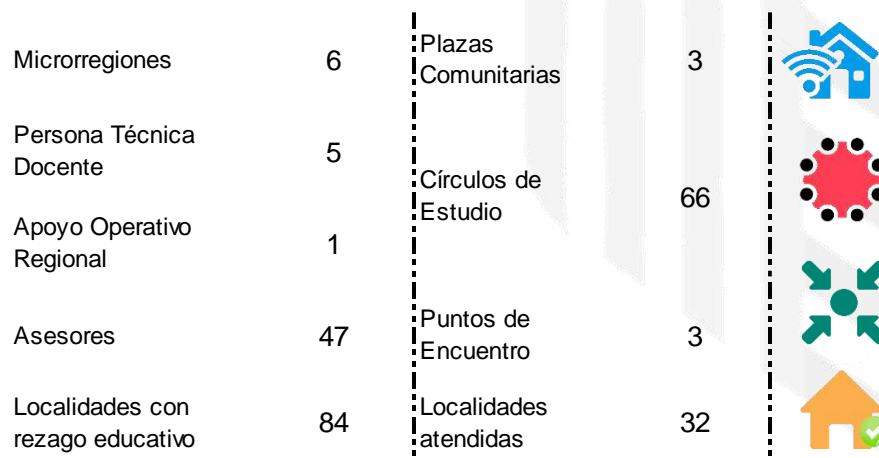 Microrregiones 6
Persona Técnica
Docente 5
Apoyo Operativo
Regional 1
Asesores 47
Localidades con
rezago educativo 84
Plazas
Comunitarias 3
Círculos de
Estudio 66
Puntos de
Encuentro 3
Localidades
atendidas 32